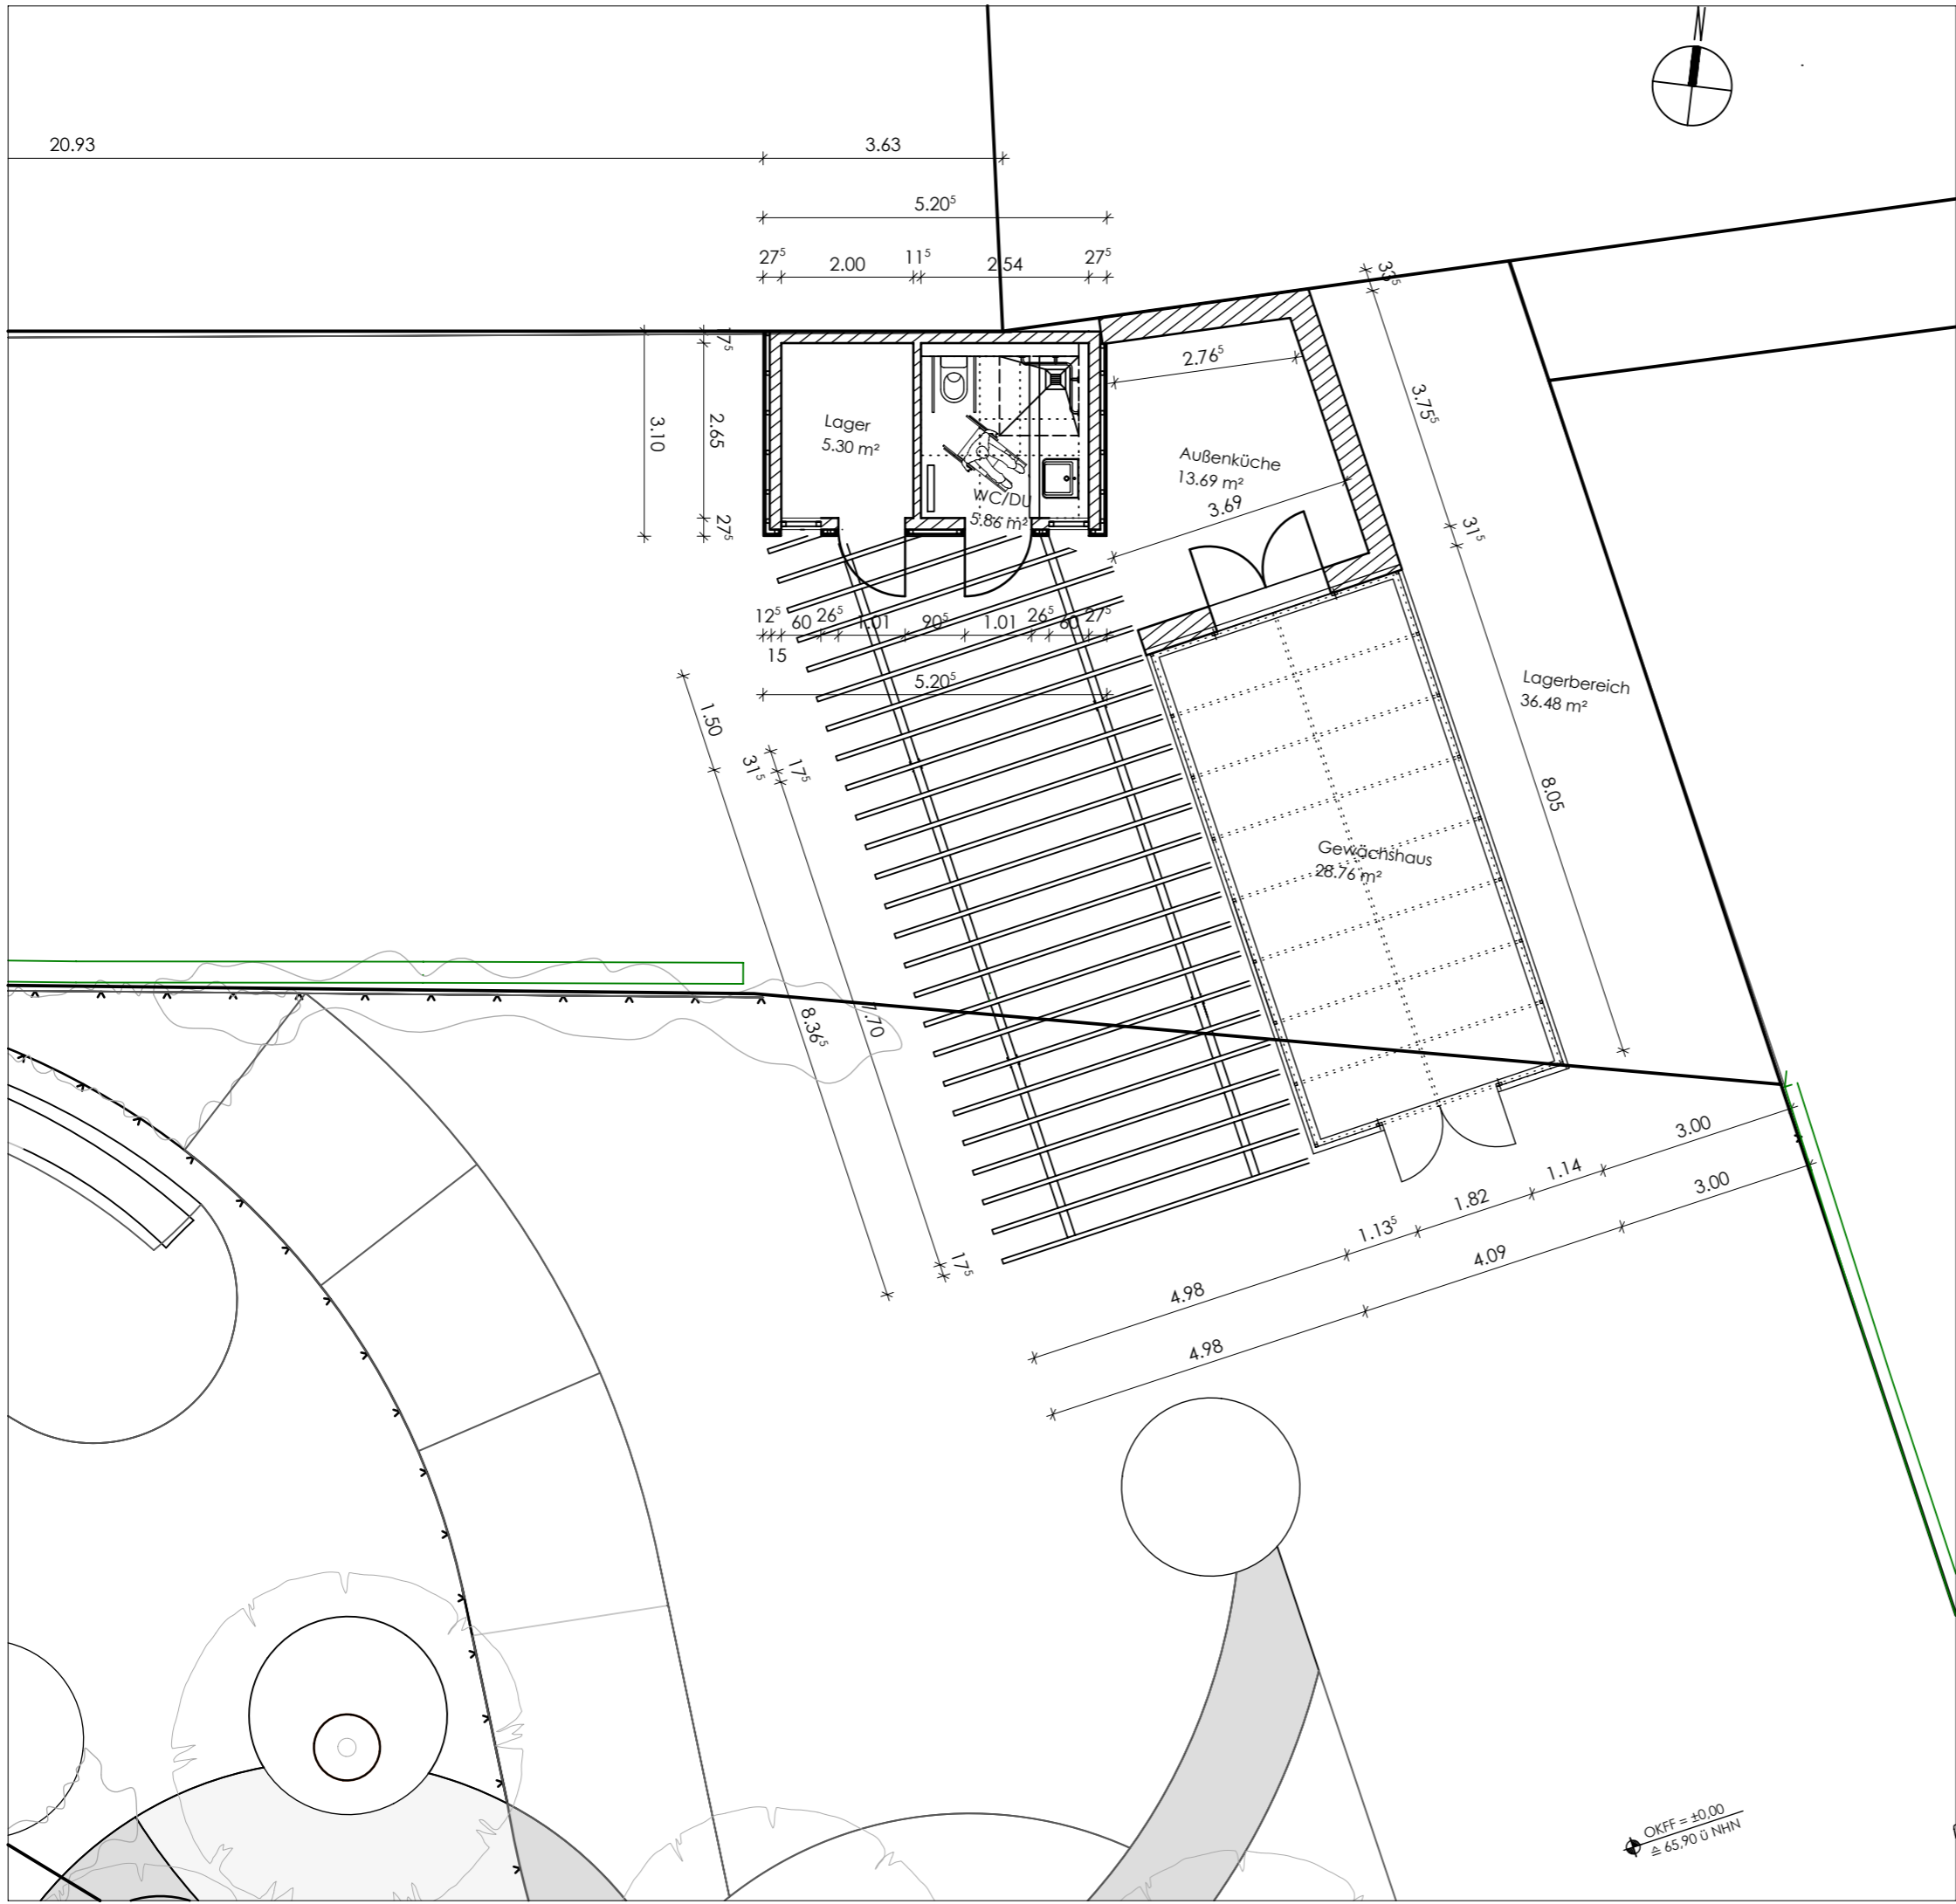 N
20.93
3.63
5.20⁵
27⁵ 2.00 11⁵ 2.54 27⁵
33⁵
17⁵
3.10
2.65
27⁵
Lager
5.30 m²
WC/DU
5.86 m²
2.76⁵
3.75⁵
Außenküche
13.69 m²
3.69
31⁵
12⁵ 60 26⁵ 1.01 90⁵ 1.01 26⁵ 60 27⁵
15
5.20⁵
1.50
31⁵
17⁵
Lagerbereich
36.48 m²
8.05
Gewächshaus
28.76 m²
8.36⁵
7.70
17⁵
3.00
1.14
1.82
1.13⁵
4.98
3.00
4.09
4.98
OKFF = ±0,00
≙ 65,90 ü NHN